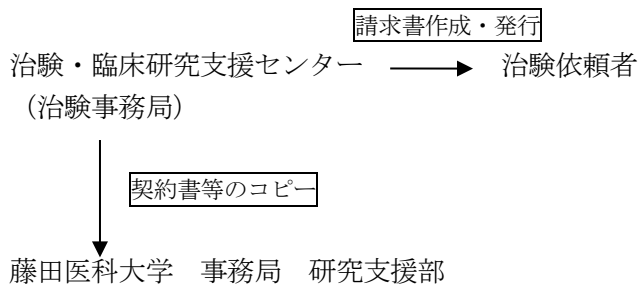 請求書作成・発行
治験・臨床研究支援センター　治験依頼者
（治験事務局）
契約書等のコピー
藤田医科大学　事務局　研究支援部